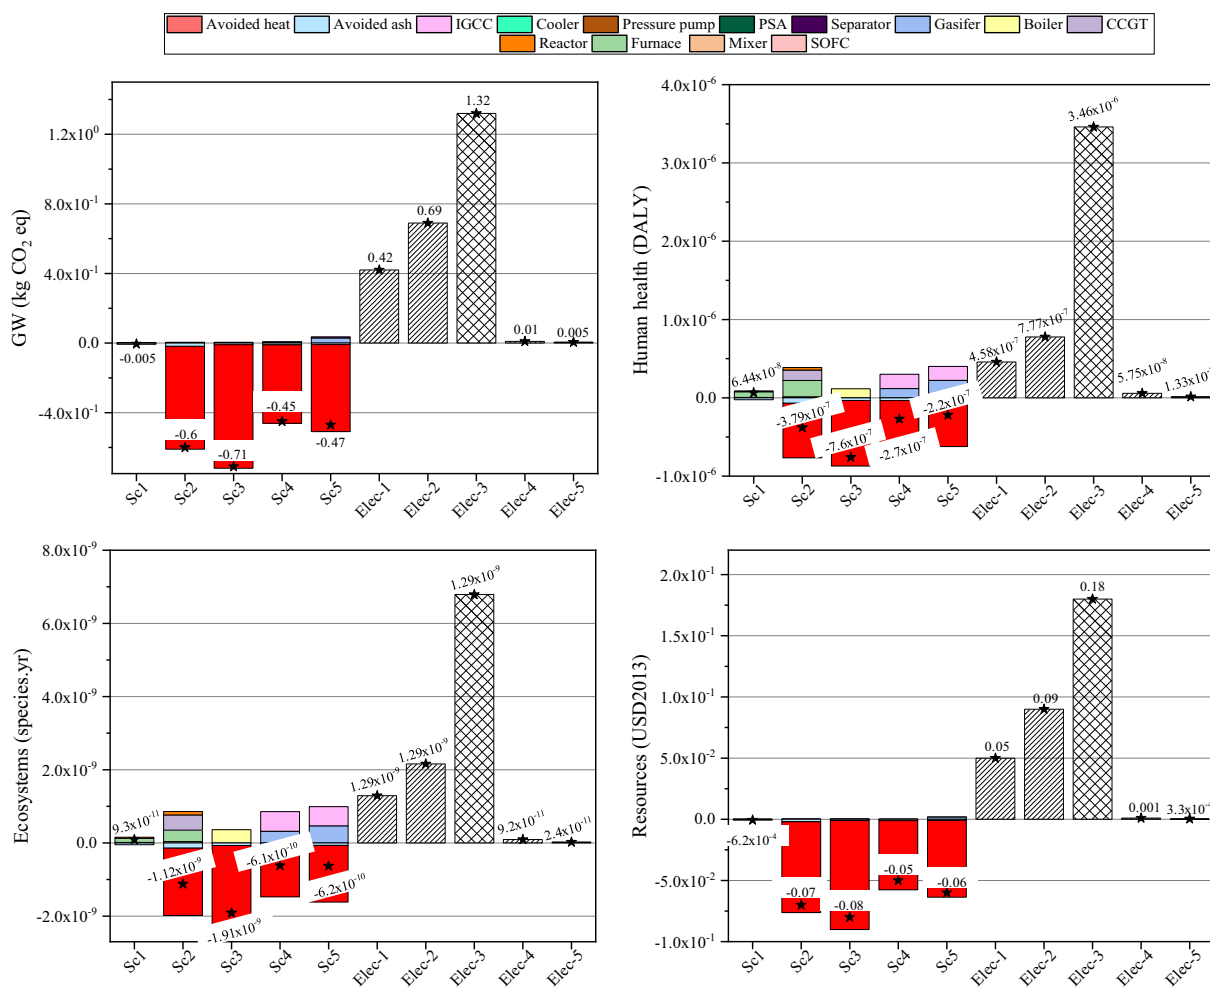 Avoided heat Avoided ash IGCC Cooler Pressure pump PSA Separator Gasifer Boiler CCGT
Reactor Furnace Mixer SOFC
GW (kg CO₂ eq)
1.2x10⁰
8.0x10⁻¹
4.0x10⁻¹
0.0
-4.0x10⁻¹
-0.005
-0.6
-0.71
-0.45
-0.47
0.42
0.69
1.32
0.01
0.005
Sc1 Sc2 Sc3 Sc4 Sc5 Elec-1 Elec-2 Elec-3 Elec-4 Elec-5
Human health (DALY)
4.0x10⁻⁶
3.0x10⁻⁶
2.0x10⁻⁶
1.0x10⁻⁶
0.0
-1.0x10⁻⁶
6.44x10⁻⁸
-3.79x10⁻⁷
-7.6x10⁻⁷
-2.7x10⁻⁷
-2.2x10⁻⁷
4.58x10⁻⁷
7.77x10⁻⁷
3.46x10⁻⁶
5.75x10⁻⁸
1.33x10⁻
Sc1 Sc2 Sc3 Sc4 Sc5 Elec-1 Elec-2 Elec-3 Elec-4 Elec-5
Ecosystems (species.yr)
8.0x10⁻⁹
6.0x10⁻⁹
4.0x10⁻⁹
2.0x10⁻⁹
0.0
-2.0x10⁻⁹
9.3x10⁻¹¹
-1.12x10⁻⁹
-1.91x10⁻⁹
-6.1x10⁻¹⁰
-6.2x10⁻¹⁰
1.29x10⁻⁹
1.29x10⁻⁹
1.29x10⁻⁹
9.2x10⁻¹¹
2.4x10⁻¹¹
Sc1 Sc2 Sc3 Sc4 Sc5 Elec-1 Elec-2 Elec-3 Elec-4 Elec-5
Resources (USD2013)
2.0x10⁻¹
1.5x10⁻¹
1.0x10⁻¹
5.0x10⁻²
0.0
-5.0x10⁻²
-1.0x10⁻¹
-6.2x10⁻⁴
-0.07
-0.08
-0.05
-0.06
0.05
0.09
0.18
0.001
3.3x10⁻⁴
Sc1 Sc2 Sc3 Sc4 Sc5 Elec-1 Elec-2 Elec-3 Elec-4 Elec-5